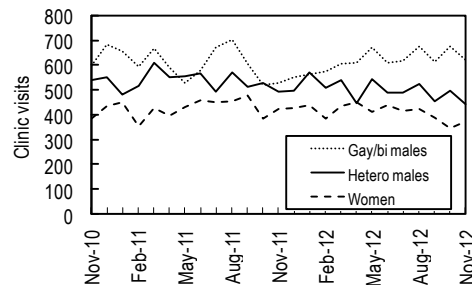 800
700
600
500
400
300
200
100
0
Clinic visits
Gay/bi males
Hetero males
Women
Nov-10
Feb-11
May-11
Aug-11
Nov-11
Feb-12
May-12
Aug-12
Nov-12